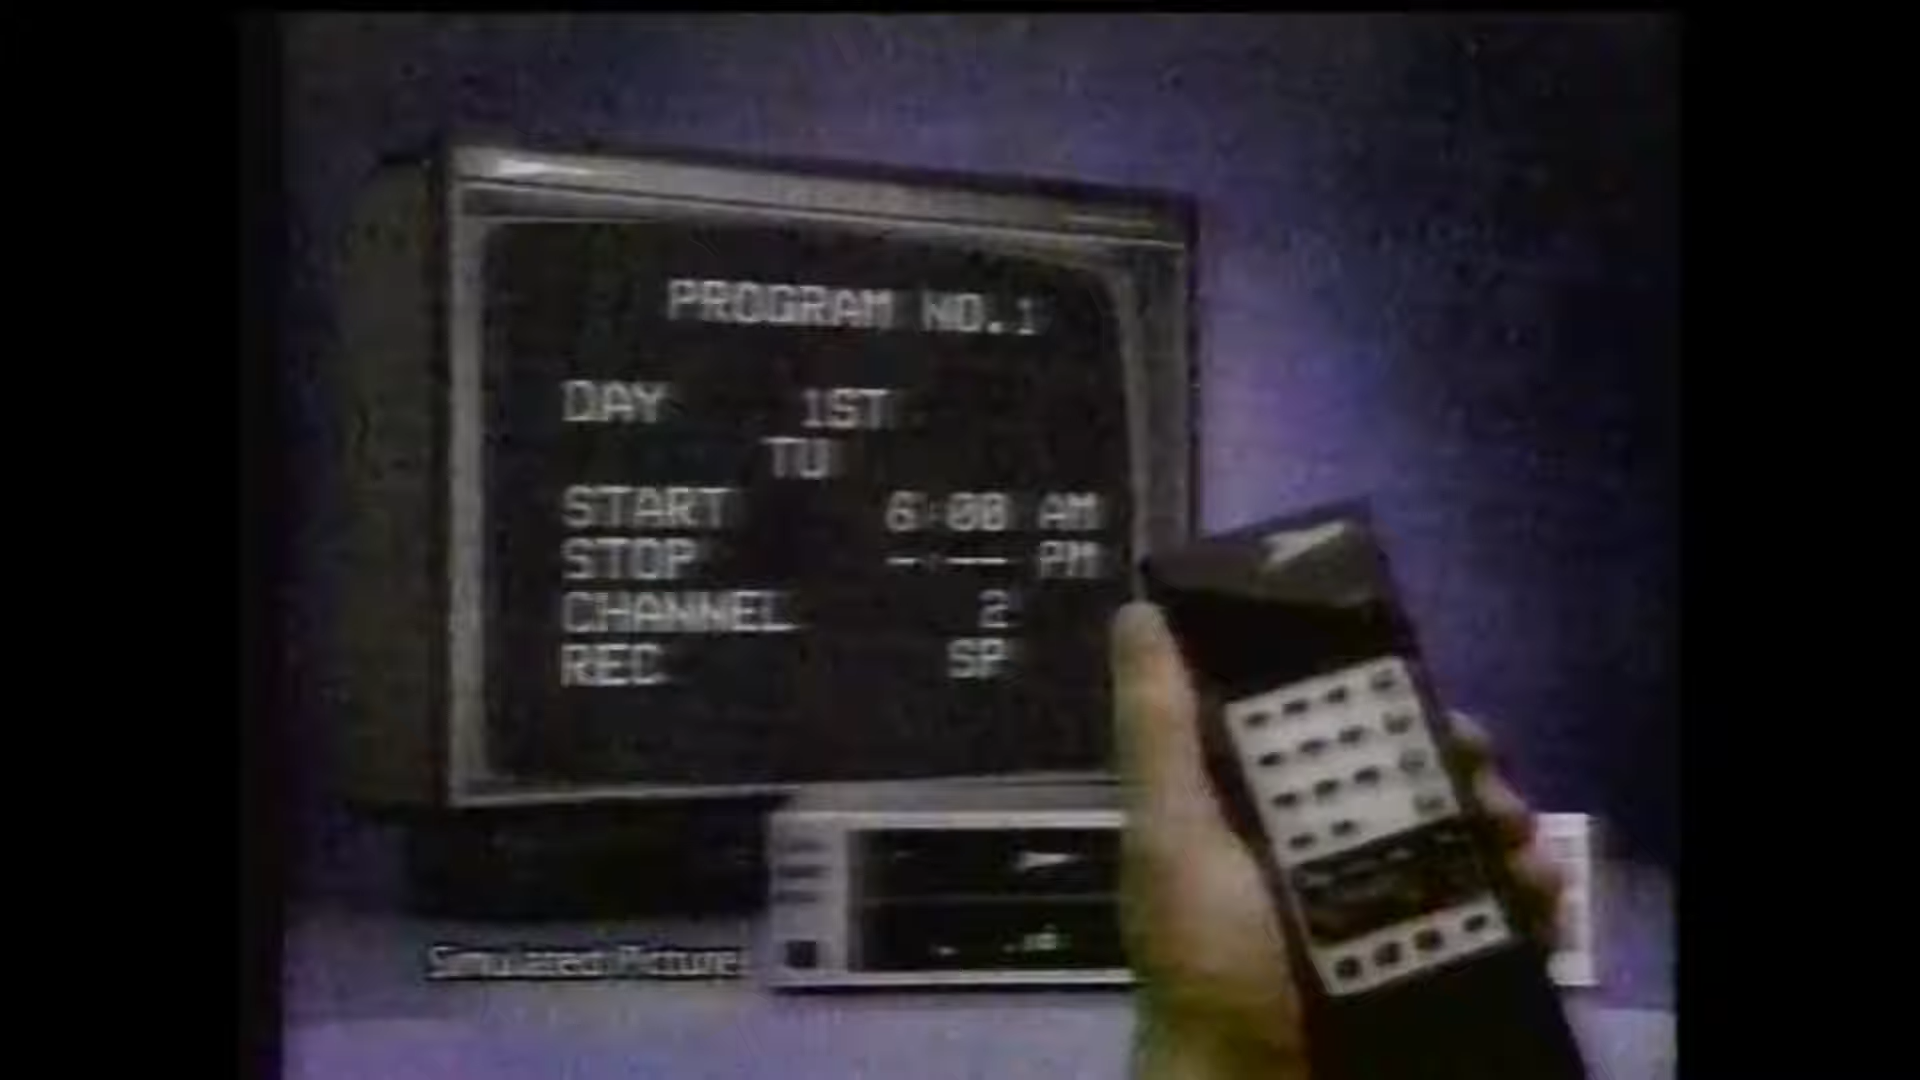 PROGRAM NO.1
DAY 1ST
TU
START 6:00 AM
STOP -:-- PM
CHANNEL 2
REC SP
Simulated Picture